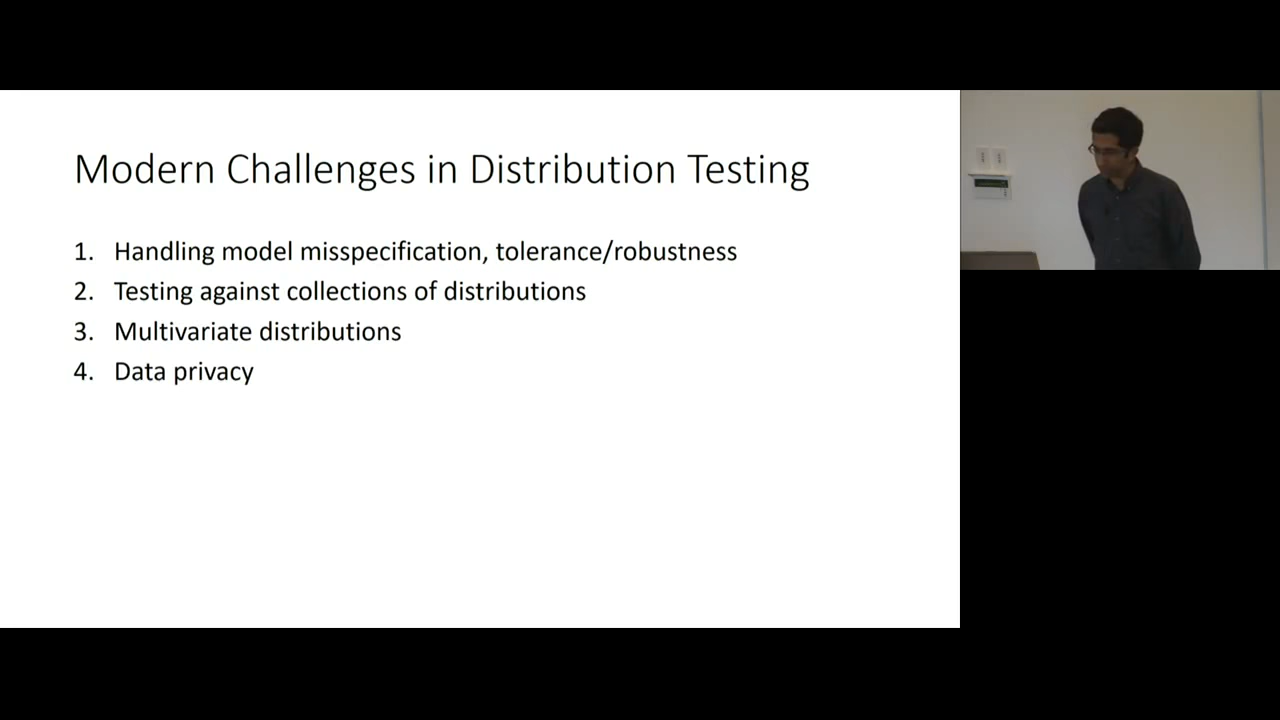 Modern Challenges in Distribution Testing
1. Handling model misspecification, tolerance/robustness
2. Testing against collections of distributions
3. Multivariate distributions
4. Data privacy